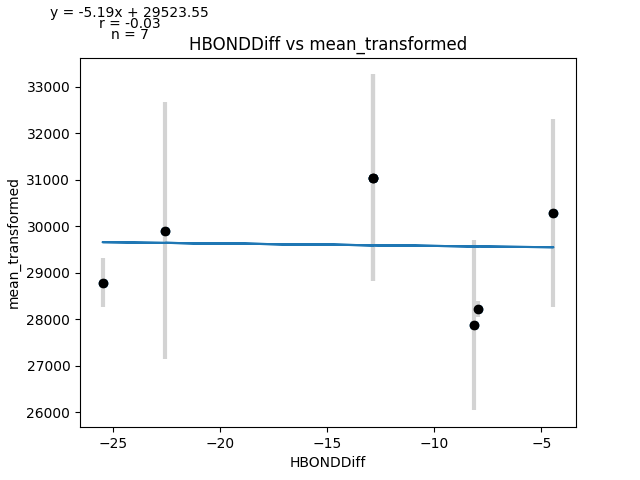 y = -5.19x + 29523.55
r = -0.03
n = 7
HBONDDiff vs mean_transformed
33000
32000
31000
30000
29000
28000
27000
26000
mean_transformed
−25
−20
−15
−10
−5
HBONDDiff